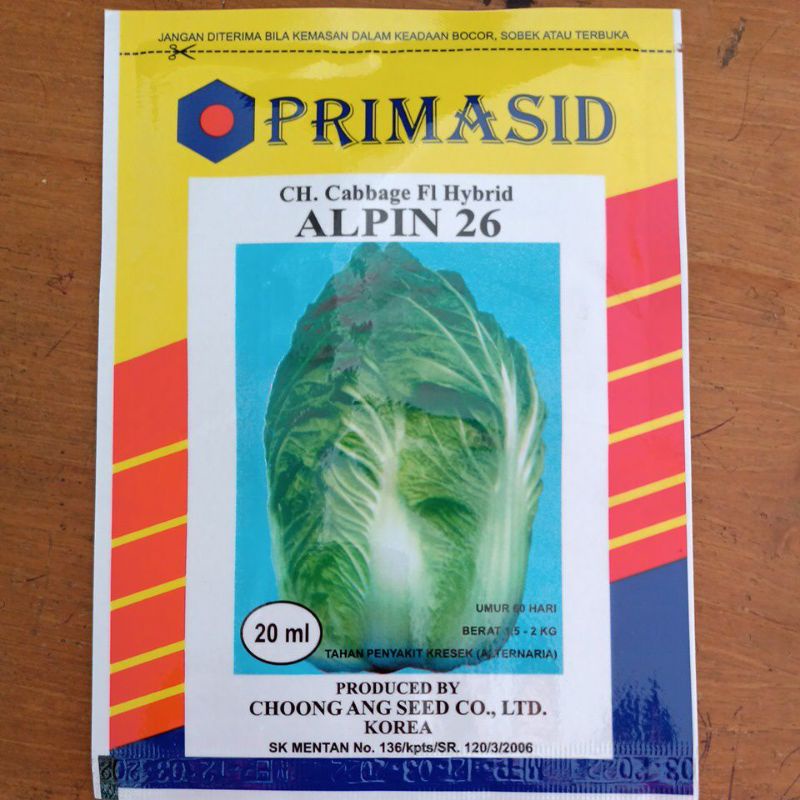 JANGAN DITERIMA BILA KEMASAN DALAM KEADAAN BOCOR, SOBEK ATAU TERBUKA
PRIMASID
CH. Cabbage Fl Hybrid
ALPIN 26
UMUR 60 HARI
20 ml
BERAT 1,5 - 2 KG
TAHAN PENYAKIT KRESEK (ALTERNARIA)
PRODUCED BY
CHOONG ANG SEED CO., LTD.
KOREA
SK MENTAN No. 136/kpts/SR. 120/3/2006